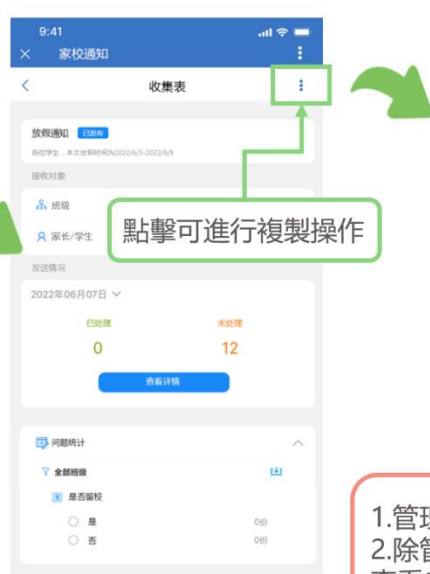 9:41
家校通知
收集表
放假通知 已发布
各位学生，本次放假时间为2022/6/3-2022/6/5
接收对象
班级
點擊可進行複製操作
家长/学生
发送情况
2022年06月07日
已处理 未处理
0 12
查看详情
问题统计
全部班级
1 是否留校
是 0份
否 0份
1.管理
2.除管